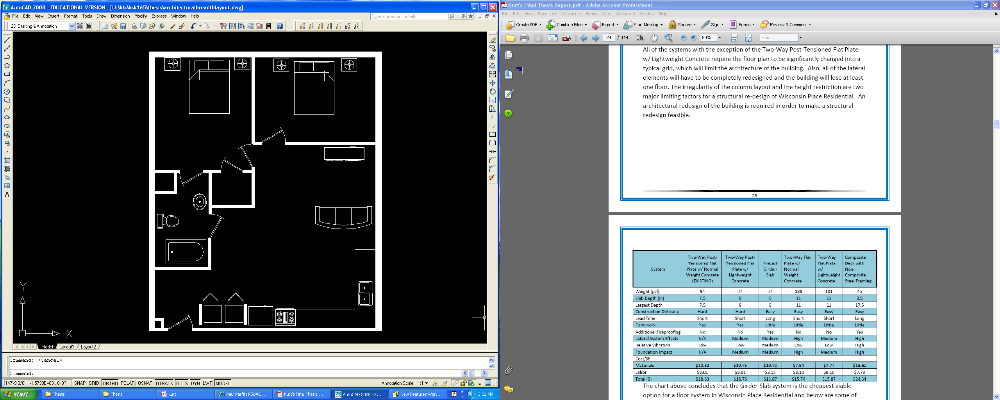 AutoCAD 2008 - EDUCATIONAL VERSION - [U:\k\s\ksk165\thesis\architecturalbreadthlayout.dwg]
File Edit View Insert Format Tools Draw Dimension Modify Express Window Help
Type a question for help
2D Drafting & Annotation
A
Y
X
Model Layout1 Layout2
Command: *Cancel*
Command:
147'-9 3/8", -1.5738E+03, 0'-0" SNAP GRID ORTHO POLAR OSNAP OTRACK DUCS DYN LWT MODEL Annotation Scale: 1:1
Kurt's Final Thesis Report.pdf - Adobe Acrobat Professional
File Edit View Document Comments Forms Tools Advanced Window Help
Create PDF Combine Files Export Start Meeting Secure Sign Forms Review & Comment
24 / 114 80% Find
All of the systems with the exception of the Two-Way Post-Tensioned Flat Plate
w/ Lightweight Concrete require the floor plan to be significantly changed into a
typical grid, which will limit the architecture of the building.  Also, all of the lateral
elements will have to be completely redesigned and the building will lose at least
one floor. The irregularity of the column layout and the height restriction are two
major limiting factors for a structural re-design of Wisconsin Place Residential.  An
architectural redesign of the building is required in order to make a structural
redesign feasible.
23
System
Two-Way Post-
Tensioned Flat
Plate w/ Normal
Weight Concrete
(EXISTING)
Two-Way Post-
Tensioned Flat
Plate w/
Lightweight
Concrete
Precast
Girder-
Slab
Two-Way Flat
Plate w/
Normal
Weight
Concrete
Two-Way
Flat Plate
w/
Lightweight
Concrete
Composite
Deck with
Non-
Composite
Steel Framing
Weight (psf) 94 74 74 138 101 45
Slab Depth (in) 7.5 8 6 11 11 3.5
Largest Depth 7.5 8 8 11 11 17.5
Construction Difficulty Hard Hard Easy Easy Easy Easy
Lead Time Short Short Long Short Short Long
Formwork Yes Yes Little Little Little Little
Additional Fireproofing No No Yes No No Yes
Lateral System Effects N/A Medium Medium High Medium High
Relative Vibration Low Low Medium Low Low High
Foundation Impact N/A Medium Medium High Medium High
Cost/SF
Materials $10.62 $10.75 $10.72 $7.64 $7.77 $16.61
Labor $8.01 $8.01 $3.15 $8.10 $8.10 $7.73
Total ($) $18.63 $18.76 $13.87 $15.74 $15.87 $24.34
The chart above concludes that the Girder-Slab system is the cheapest viable
option for a floor system in Wisconsin Place Residential and below are some of
start Thesis Thesis kurt Paul Parfitt PSUAE ... Kurt's Final Thesis ... AutoCAD 2008 - E... New Features Wor... 3:32 PM